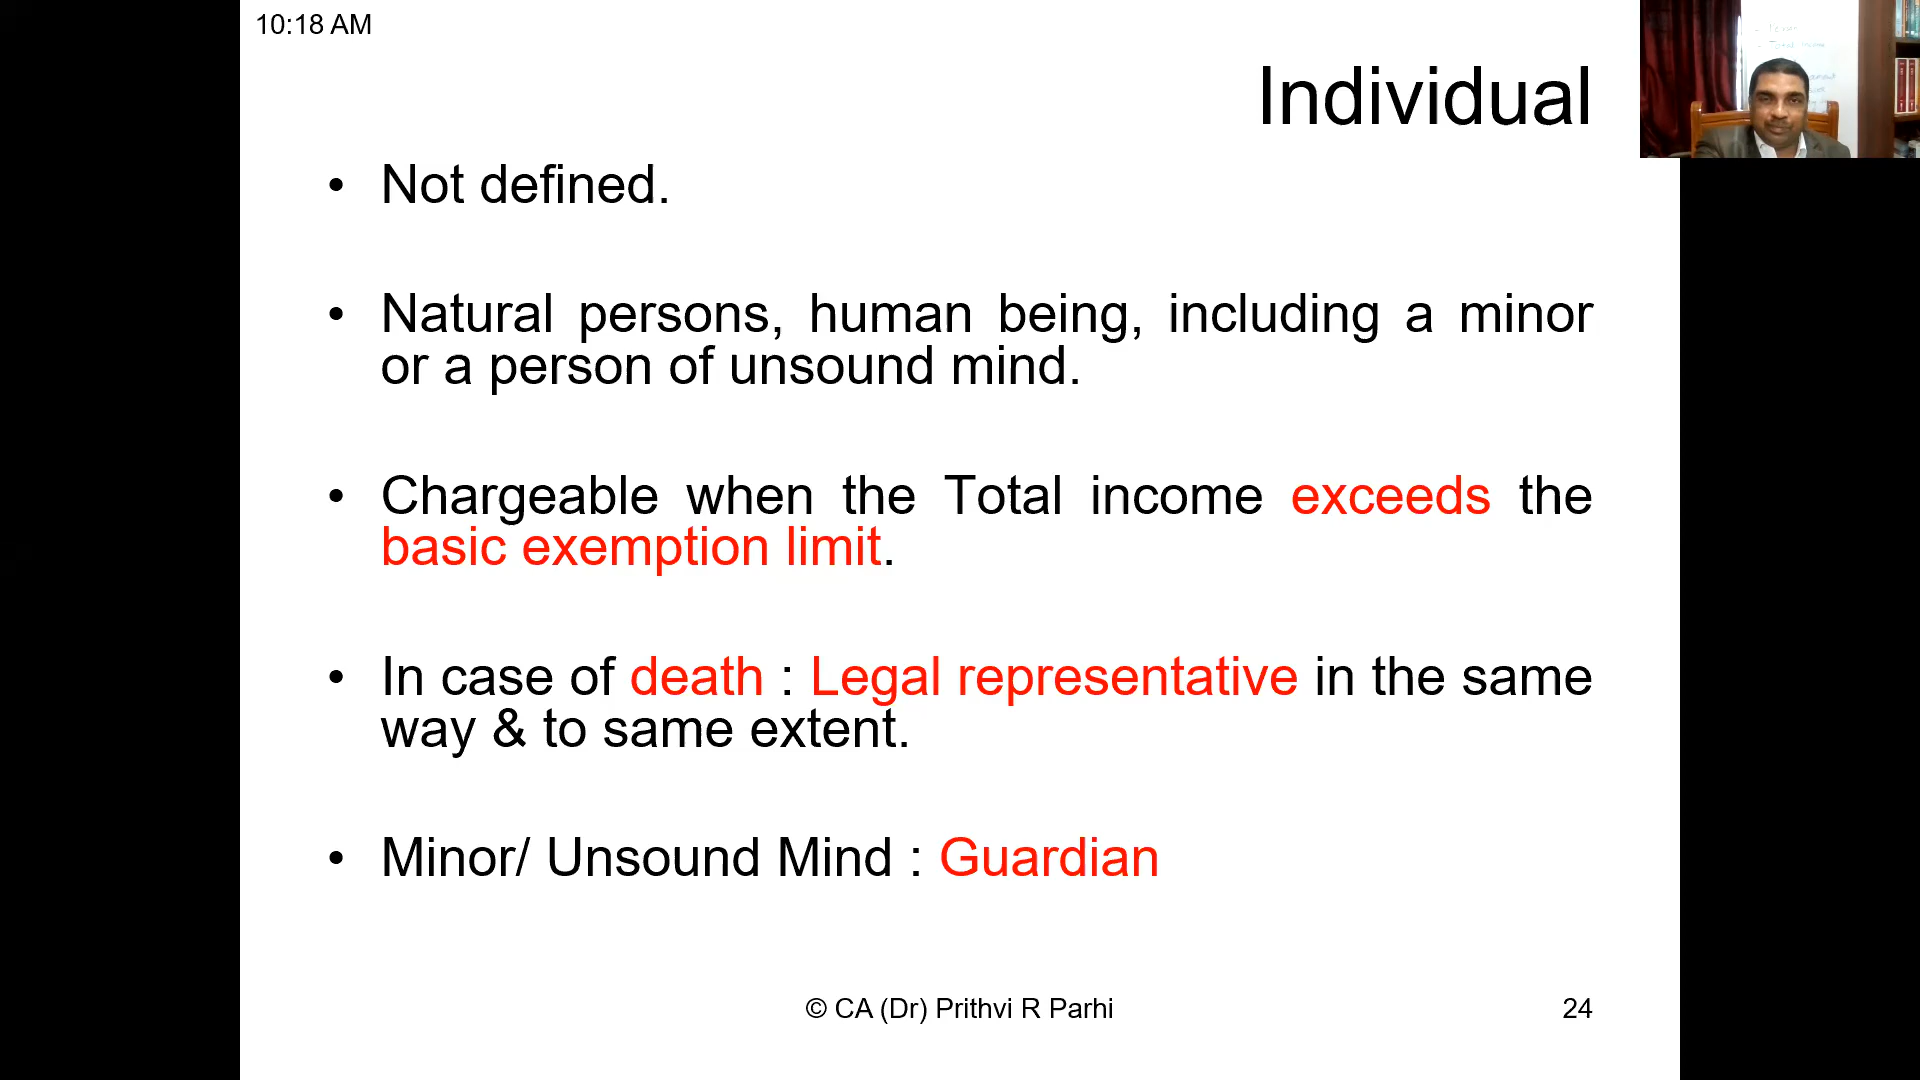 10:18 AM
Individual
• Not defined.
• Natural persons, human being, including a minor
or a person of unsound mind.
• Chargeable when the Total income exceeds the
basic exemption limit.
• In case of death : Legal representative in the same
way & to same extent.
• Minor/ Unsound Mind : Guardian
© CA (Dr) Prithvi R Parhi
24
Total income